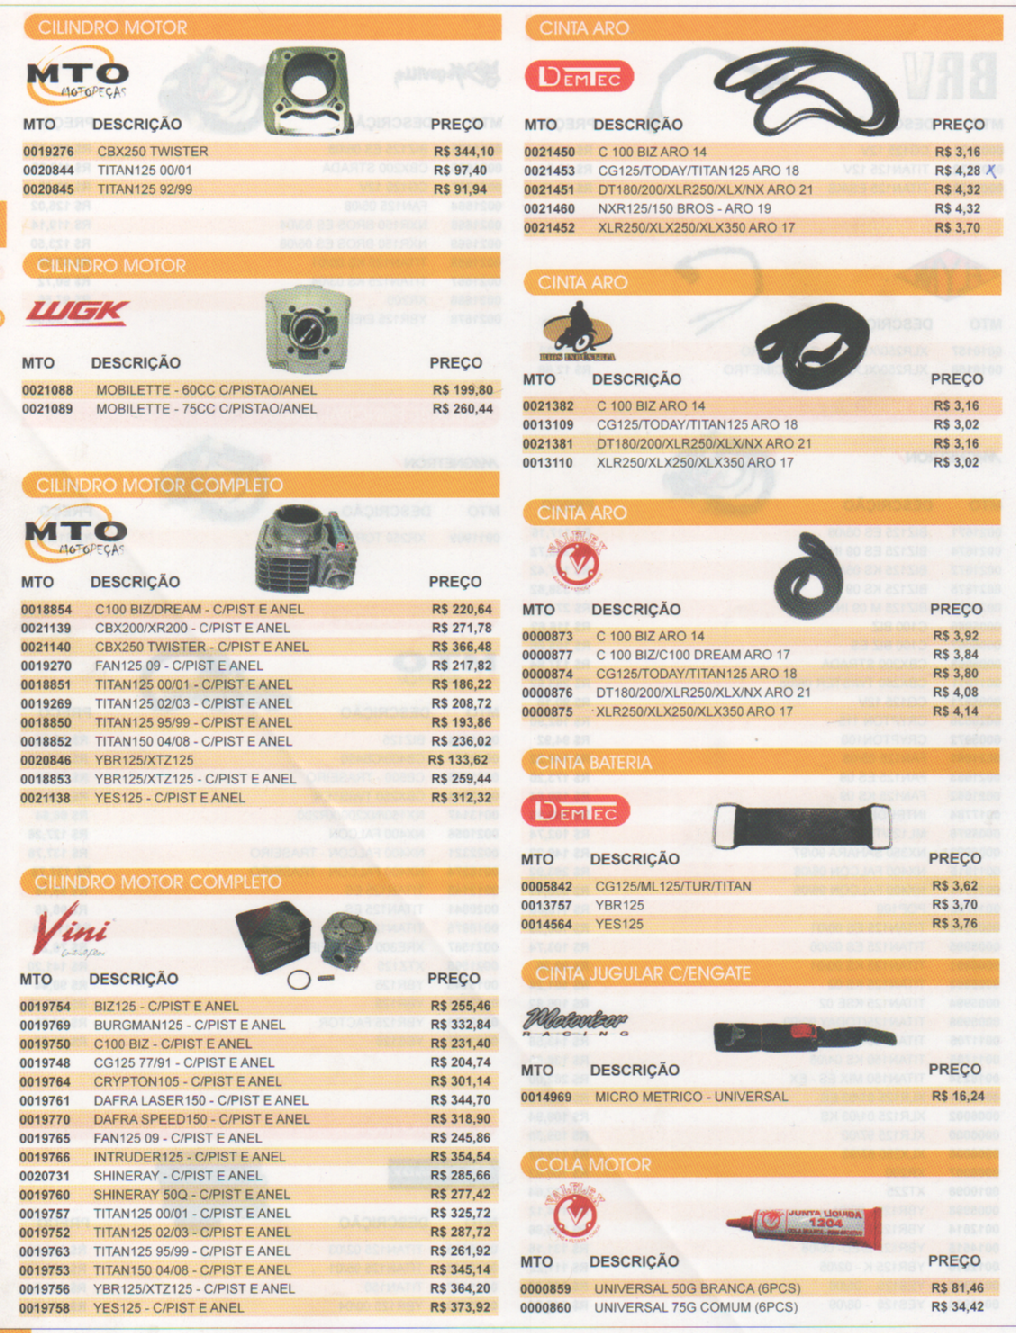 CILINDRO MOTOR
MTO
MOTOPEÇAS
MTO DESCRIÇÃO PREÇO
0019276 CBX250 TWISTER R$ 344,10
0020844 TITAN125 00/01 R$ 97,40
0020845 TITAN125 92/99 R$ 91,94
CILINDRO MOTOR
WGK
MTO DESCRIÇÃO PREÇO
0021088 MOBILETTE - 60CC C/PISTAO/ANEL R$ 199,80
0021089 MOBILETTE - 75CC C/PISTAO/ANEL R$ 260,44
CILINDRO MOTOR COMPLETO
MTO
MOTOPEÇAS
MTO DESCRIÇÃO PREÇO
0018854 C100 BIZ/DREAM - C/PIST E ANEL R$ 220,64
0021139 CBX200/XR200 - C/PIST E ANEL R$ 271,78
0021140 CBX250 TWISTER - C/PIST E ANEL R$ 366,48
0019270 FAN125 09 - C/PIST E ANEL R$ 217,82
0018851 TITAN125 00/01 - C/PIST E ANEL R$ 186,22
0019269 TITAN125 02/03 - C/PIST E ANEL R$ 208,72
0018850 TITAN125 95/99 - C/PIST E ANEL R$ 193,86
0018852 TITAN150 04/08 - C/PIST E ANEL R$ 236,02
0020846 YBR125/XTZ125 R$ 133,62
0018853 YBR125/XTZ125 - C/PIST E ANEL R$ 259,44
0021138 YES125 - C/PIST E ANEL R$ 312,32
CILINDRO MOTOR COMPLETO
Vini
MTO DESCRIÇÃO PREÇO
0019754 BIZ125 - C/PIST E ANEL R$ 255,46
0019769 BURGMAN125 - C/PIST E ANEL R$ 332,84
0019750 C100 BIZ - C/PIST E ANEL R$ 231,40
0019748 CG125 77/91 - C/PIST E ANEL R$ 204,74
0019764 CRYPTON105 - C/PIST E ANEL R$ 301,14
0019761 DAFRA LASER150 - C/PIST E ANEL R$ 344,70
0019770 DAFRA SPEED150 - C/PIST E ANEL R$ 318,90
0019765 FAN125 09 - C/PIST E ANEL R$ 245,86
0019766 INTRUDER125 - C/PIST E ANEL R$ 354,54
0020731 SHINERAY - C/PIST E ANEL R$ 285,66
0019760 SHINERAY 50Q - C/PIST E ANEL R$ 277,42
0019757 TITAN125 00/01 - C/PIST E ANEL R$ 325,72
0019752 TITAN125 02/03 - C/PIST E ANEL R$ 287,72
0019763 TITAN125 95/99 - C/PIST E ANEL R$ 261,92
0019753 TITAN150 04/08 - C/PIST E ANEL R$ 345,14
0019756 YBR125/XTZ125 - C/PIST E ANEL R$ 364,20
0019758 YES125 - C/PIST E ANEL R$ 373,92
CINTA ARO
DEMTEC
MTO DESCRIÇÃO PREÇO
0021450 C 100 BIZ ARO 14 R$ 3,16
0021453 CG125/TODAY/TITAN125 ARO 18 R$ 4,28 X
0021451 DT180/200/XLR250/XLX/NX ARO 21 R$ 4,32
0021460 NXR125/150 BROS - ARO 19 R$ 4,32
0021452 XLR250/XLX250/XLX350 ARO 17 R$ 3,70
CINTA ARO
MTO DESCRIÇÃO PREÇO
0021382 C 100 BIZ ARO 14 R$ 3,16
0013109 CG125/TODAY/TITAN125 ARO 18 R$ 3,02
0021381 DT180/200/XLR250/XLX/NX ARO 21 R$ 3,16
0013110 XLR250/XLX250/XLX350 ARO 17 R$ 3,02
CINTA ARO
VALFLEX
MTO DESCRIÇÃO PREÇO
0000873 C 100 BIZ ARO 14 R$ 3,92
0000877 C 100 BIZ/C100 DREAM ARO 17 R$ 3,84
0000874 CG125/TODAY/TITAN125 ARO 18 R$ 3,80
0000876 DT180/200/XLR250/XLX/NX ARO 21 R$ 4,08
0000875 XLR250/XLX250/XLX350 ARO 17 R$ 4,14
CINTA BATERIA
DEMTEC
MTO DESCRIÇÃO PREÇO
0005842 CG125/ML125/TUR/TITAN R$ 3,62
0013757 YBR125 R$ 3,70
0014564 YES125 R$ 3,76
CINTA JUGULAR C/ENGATE
Motovisor
RACING
MTO DESCRIÇÃO PREÇO
0014969 MICRO METRICO - UNIVERSAL R$ 16,24
COLA MOTOR
VALFLEX
JUNTA LÍQUIDA
1204
MTO DESCRIÇÃO PREÇO
0000859 UNIVERSAL 50G BRANCA (6PCS) R$ 81,46
0000860 UNIVERSAL 75G COMUM (6PCS) R$ 34,42